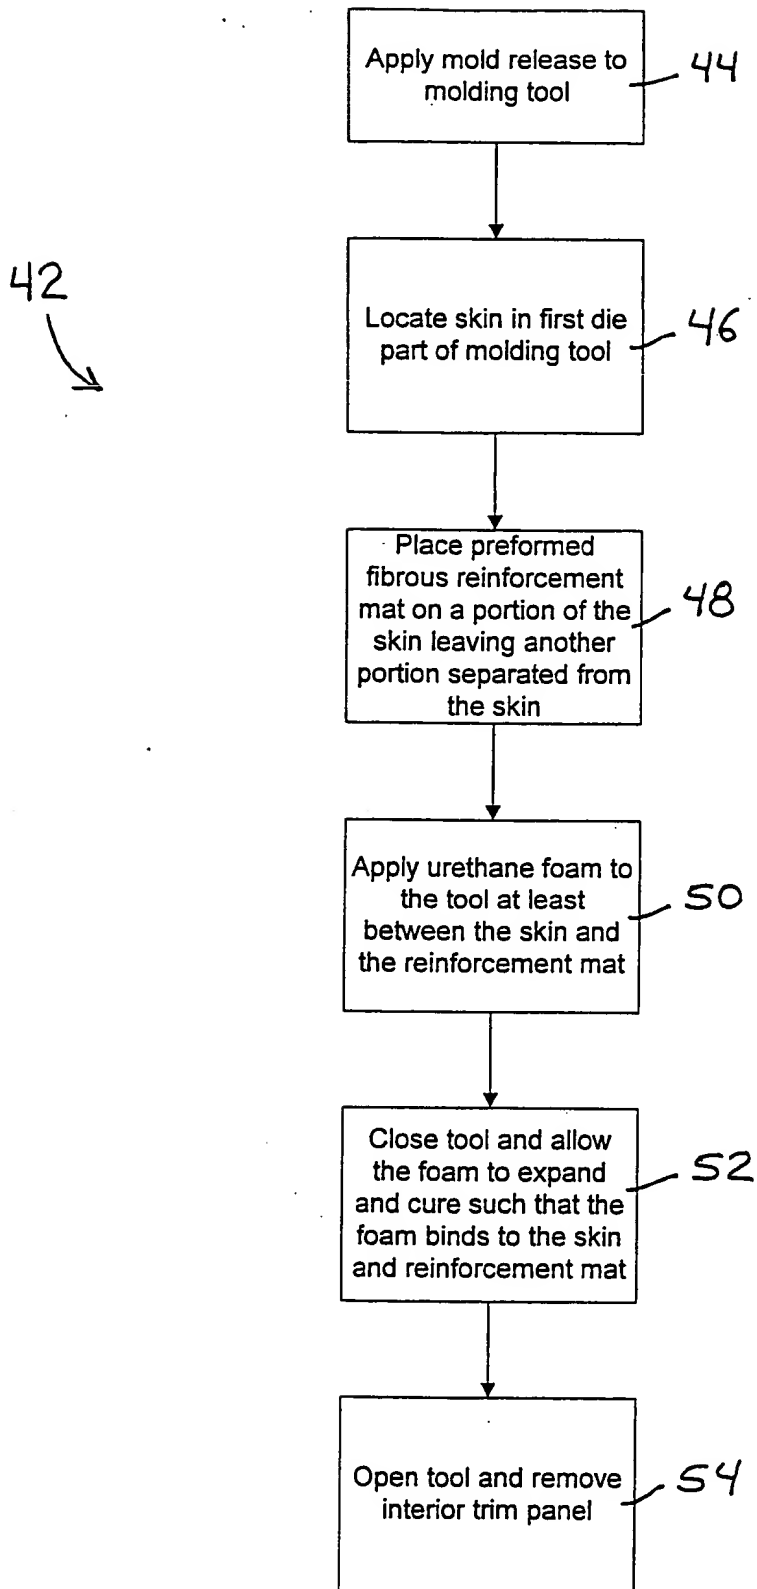 Apply mold release to
molding tool
44
42
Locate skin in first die
part of molding tool
46
Place preformed
fibrous reinforcement
mat on a portion of the
skin leaving another
portion separated from
the skin
48
Apply urethane foam to
the tool at least
between the skin and
the reinforcement mat
50
Close tool and allow
the foam to expand
and cure such that the
foam binds to the skin
and reinforcement mat
52
Open tool and remove
interior trim panel
54